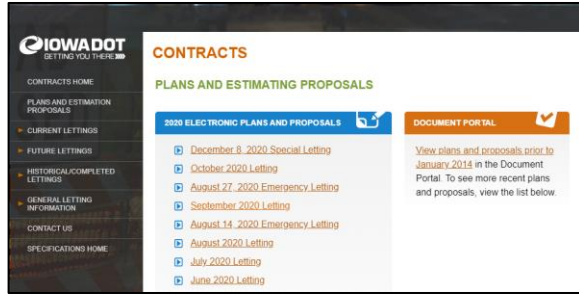 IOWADOT
GETTING YOU THERE
CONTRACTS HOME
PLANS AND ESTIMATION
PROPOSALS
CURRENT LETTINGS
FUTURE LETTINGS
HISTORICAL/COMPLETED
LETTINGS
GENERAL LETTING
INFORMATION
CONTACT US
SPECIFICATIONS HOME
CONTRACTS
PLANS AND ESTIMATING PROPOSALS
2020 ELECTRONIC PLANS AND PROPOSALS
December 8, 2020 Special Letting
October 2020 Letting
August 27, 2020 Emergency Letting
September 2020 Letting
August 14, 2020 Emergency Letting
August 2020 Letting
July 2020 Letting
June 2020 Letting
DOCUMENT PORTAL
View plans and proposals prior to
January 2014 in the Document
Portal. To see more recent plans
and proposals, view the list below.